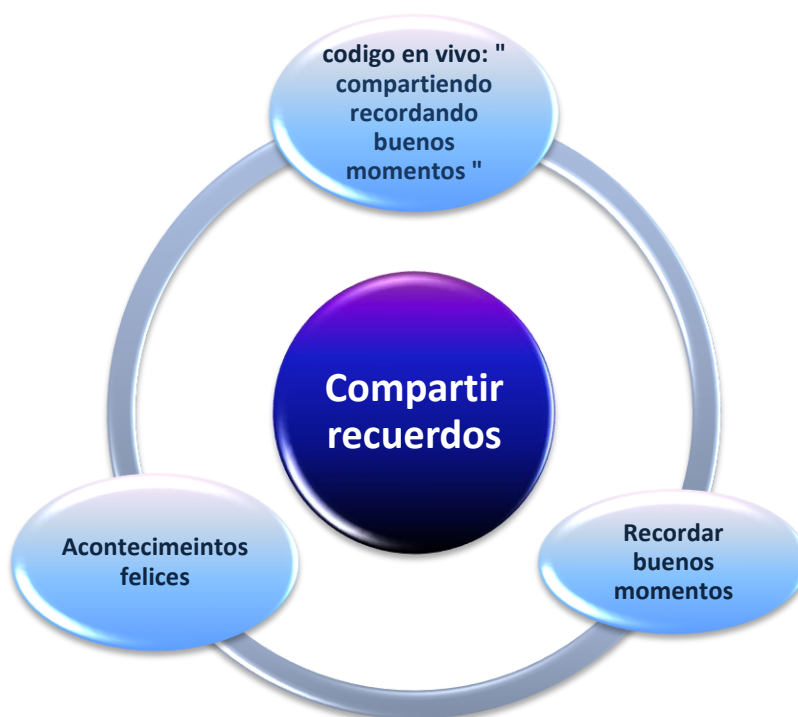 codigo en vivo: "
compartiendo
recordando
buenos
momentos "
Compartir
recuerdos
Acontecimeintos
felices
Recordar
buenos
momentos